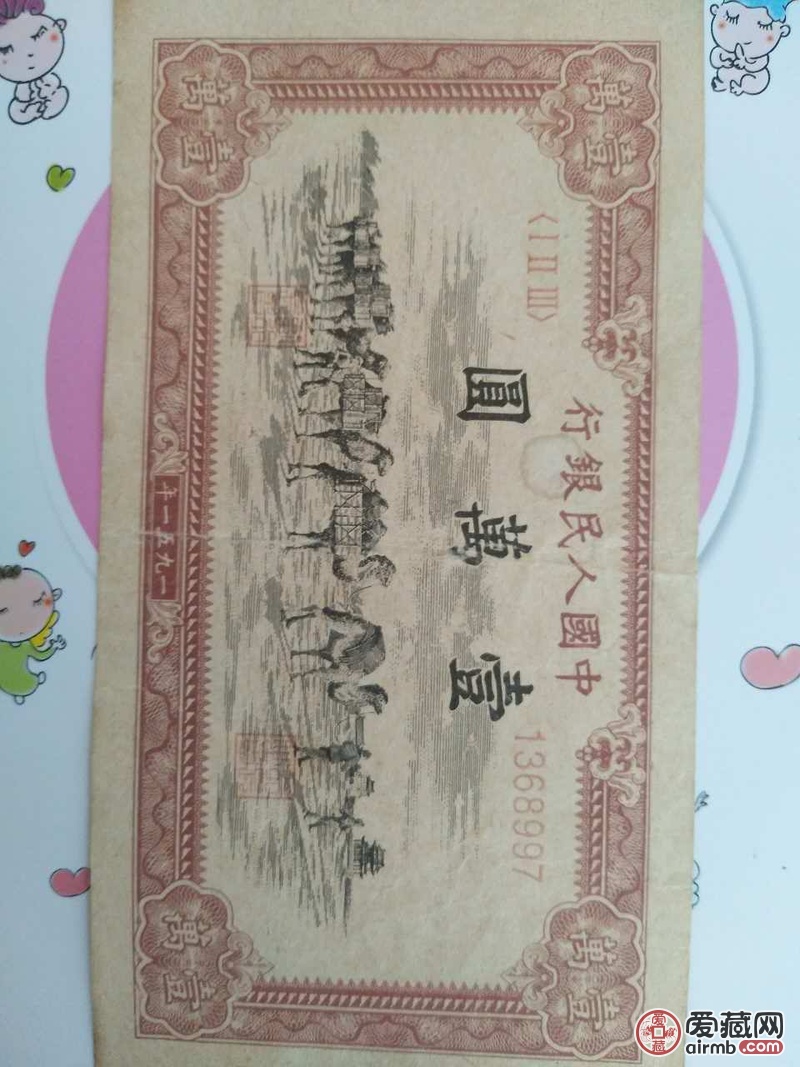 壹萬
壹萬
中國人民銀行
〈I II III〉
1368997
壹萬圓
壹萬
壹萬
一九五一年
爱藏网
airmb.com